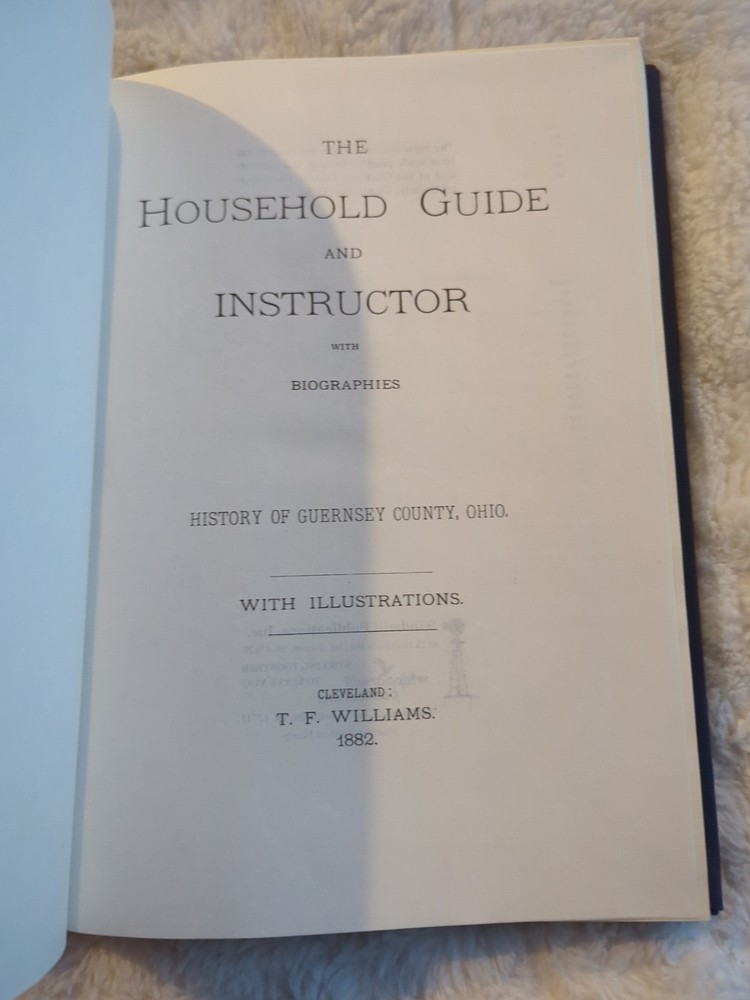 THE
HOUSEHOLD GUIDE
AND
INSTRUCTOR
WITH
BIOGRAPHIES
HISTORY OF GUERNSEY COUNTY, OHIO.
WITH ILLUSTRATIONS.
CLEVELAND:
T. F. WILLIAMS.
1882.